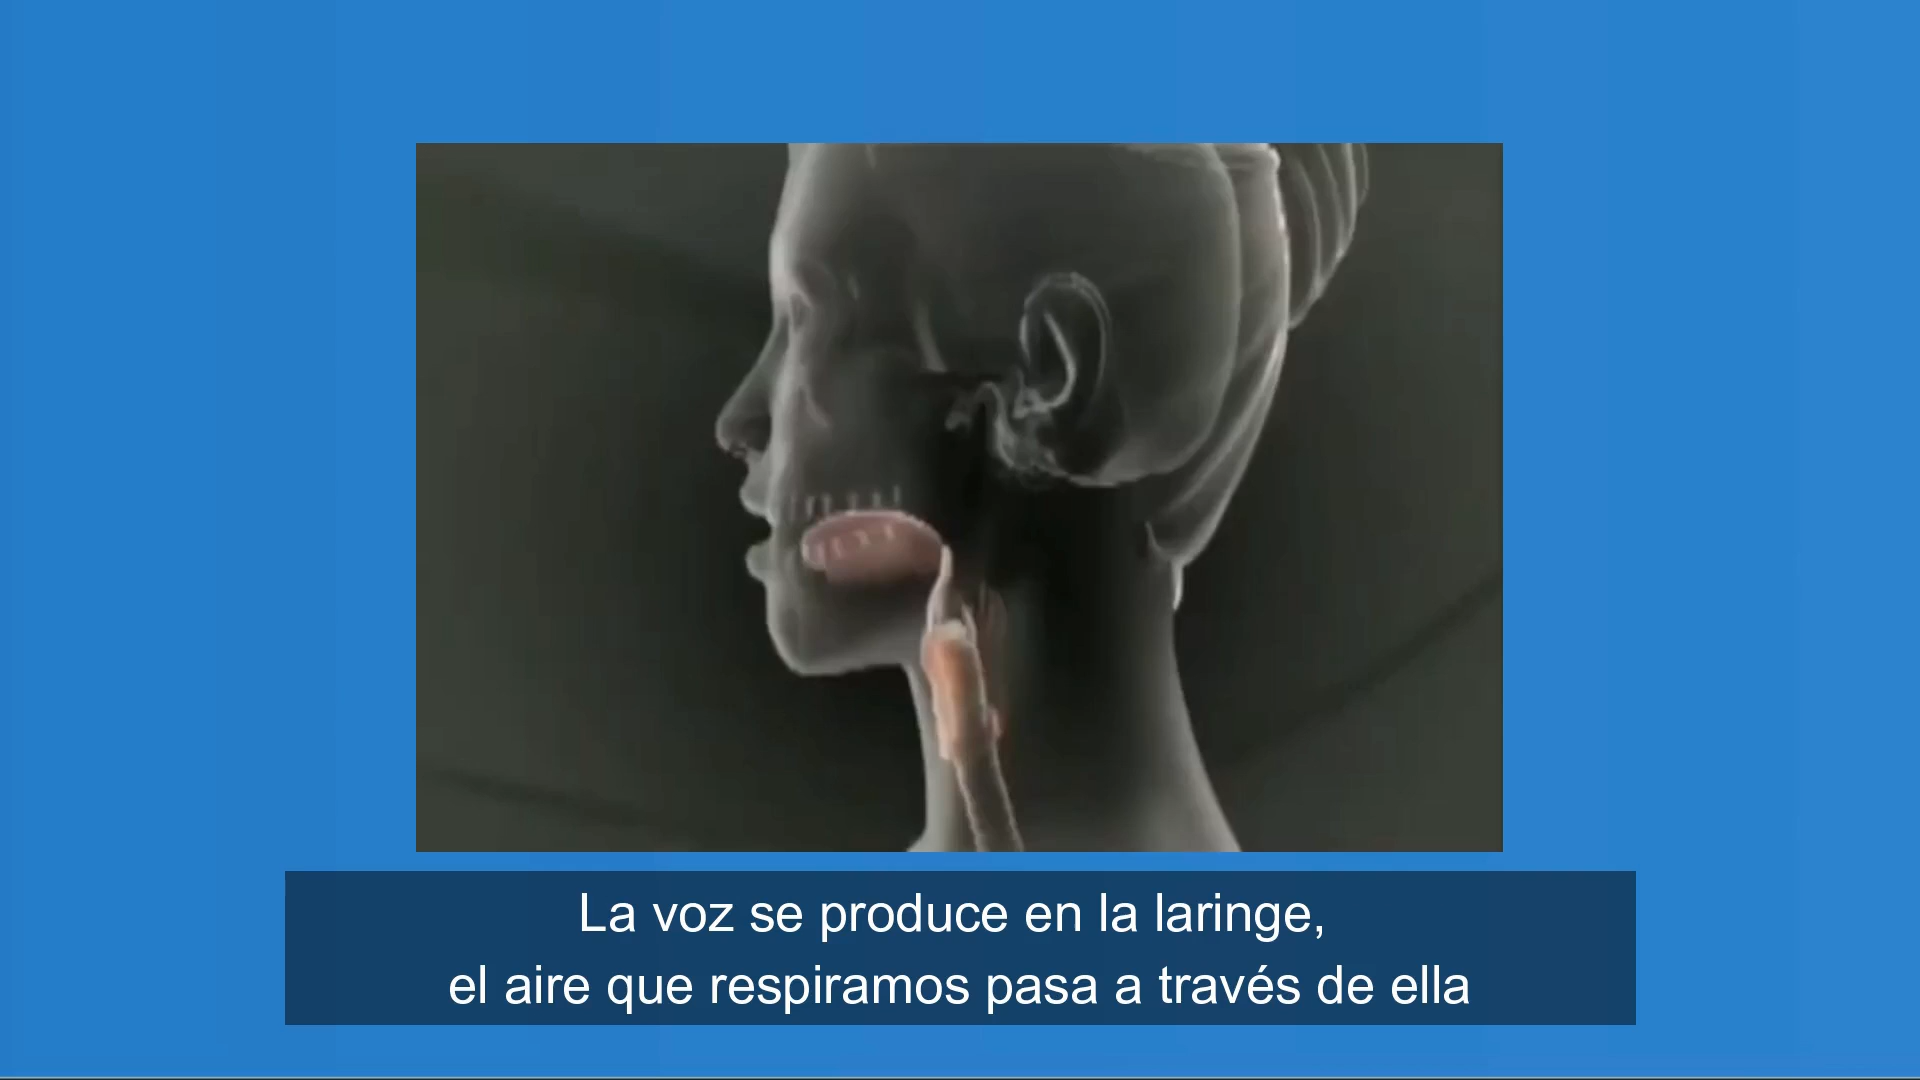 La voz se produce en la laringe,
el aire que respiramos pasa a través de ella